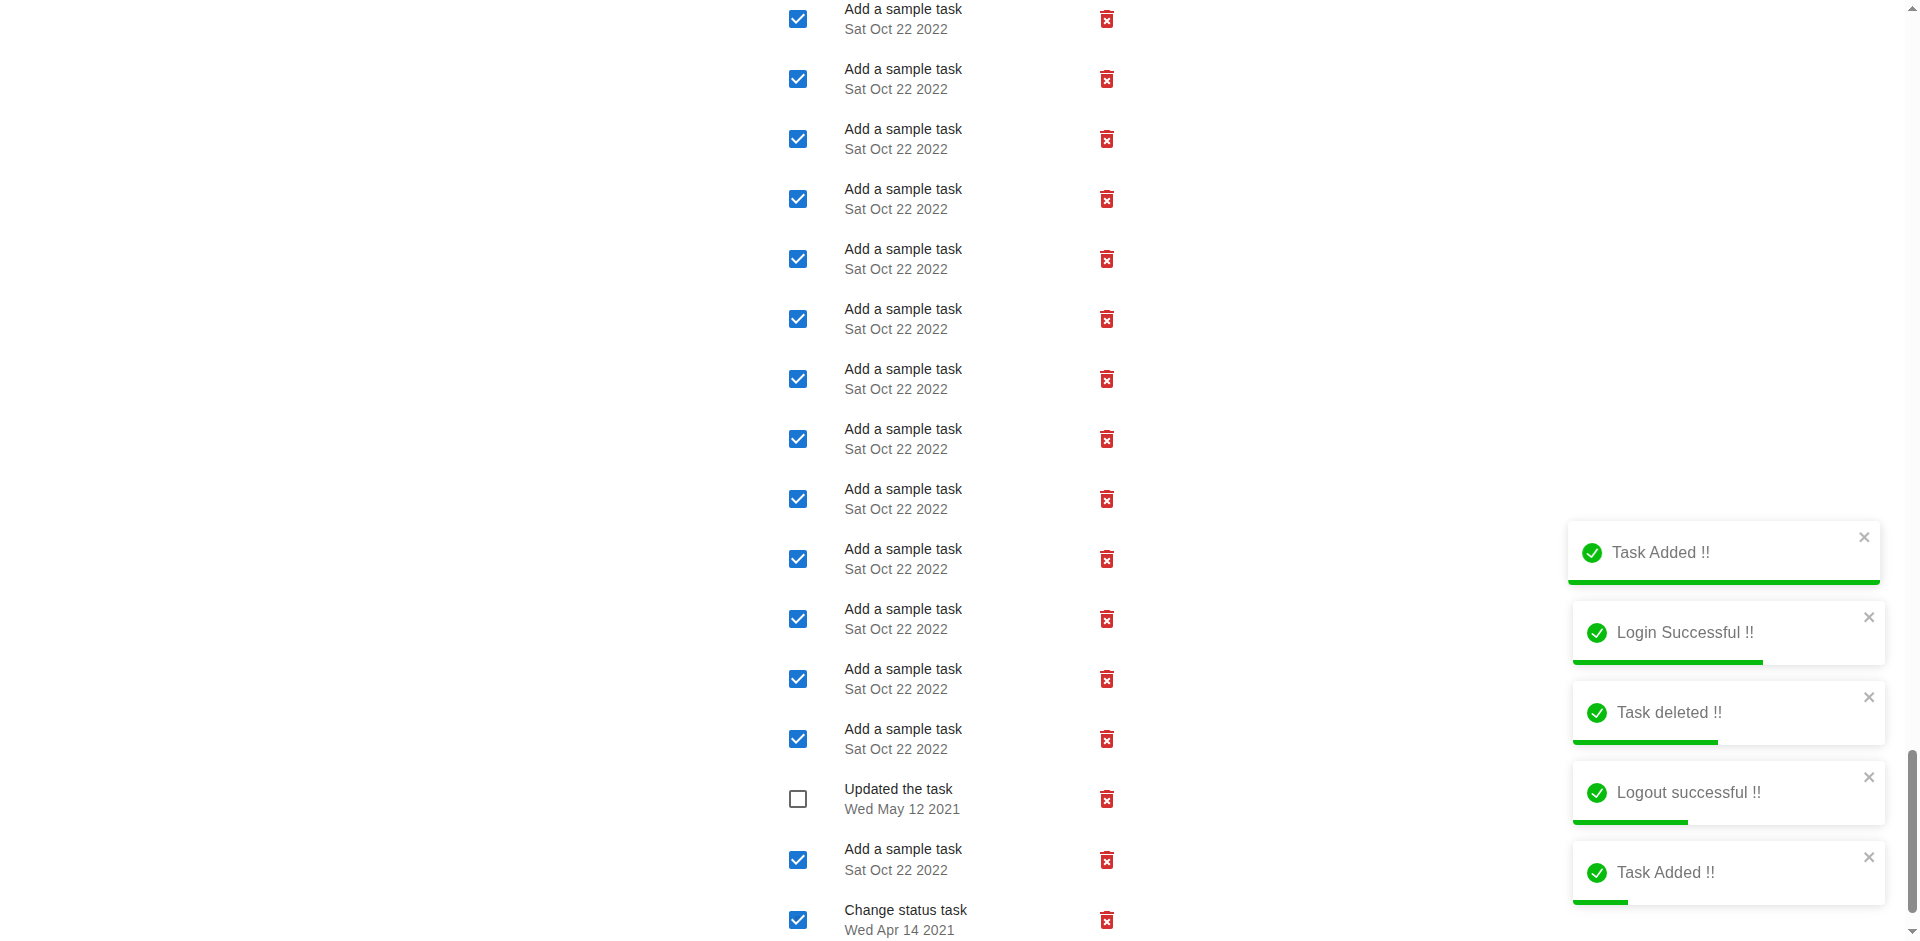 Add a sample task
Sat Oct 22 2022
Add a sample task
Sat Oct 22 2022
Add a sample task
Sat Oct 22 2022
Add a sample task
Sat Oct 22 2022
Add a sample task
Sat Oct 22 2022
Add a sample task
Sat Oct 22 2022
Add a sample task
Sat Oct 22 2022
Add a sample task
Sat Oct 22 2022
Add a sample task
Sat Oct 22 2022
Add a sample task
Sat Oct 22 2022
Add a sample task
Sat Oct 22 2022
Add a sample task
Sat Oct 22 2022
Add a sample task
Sat Oct 22 2022
Updated the task
Wed May 12 2021
Add a sample task
Sat Oct 22 2022
Change status task
Wed Apr 14 2021
Task Added !!
Login Successful !!
Task deleted !!
Logout successful !!
Task Added !!